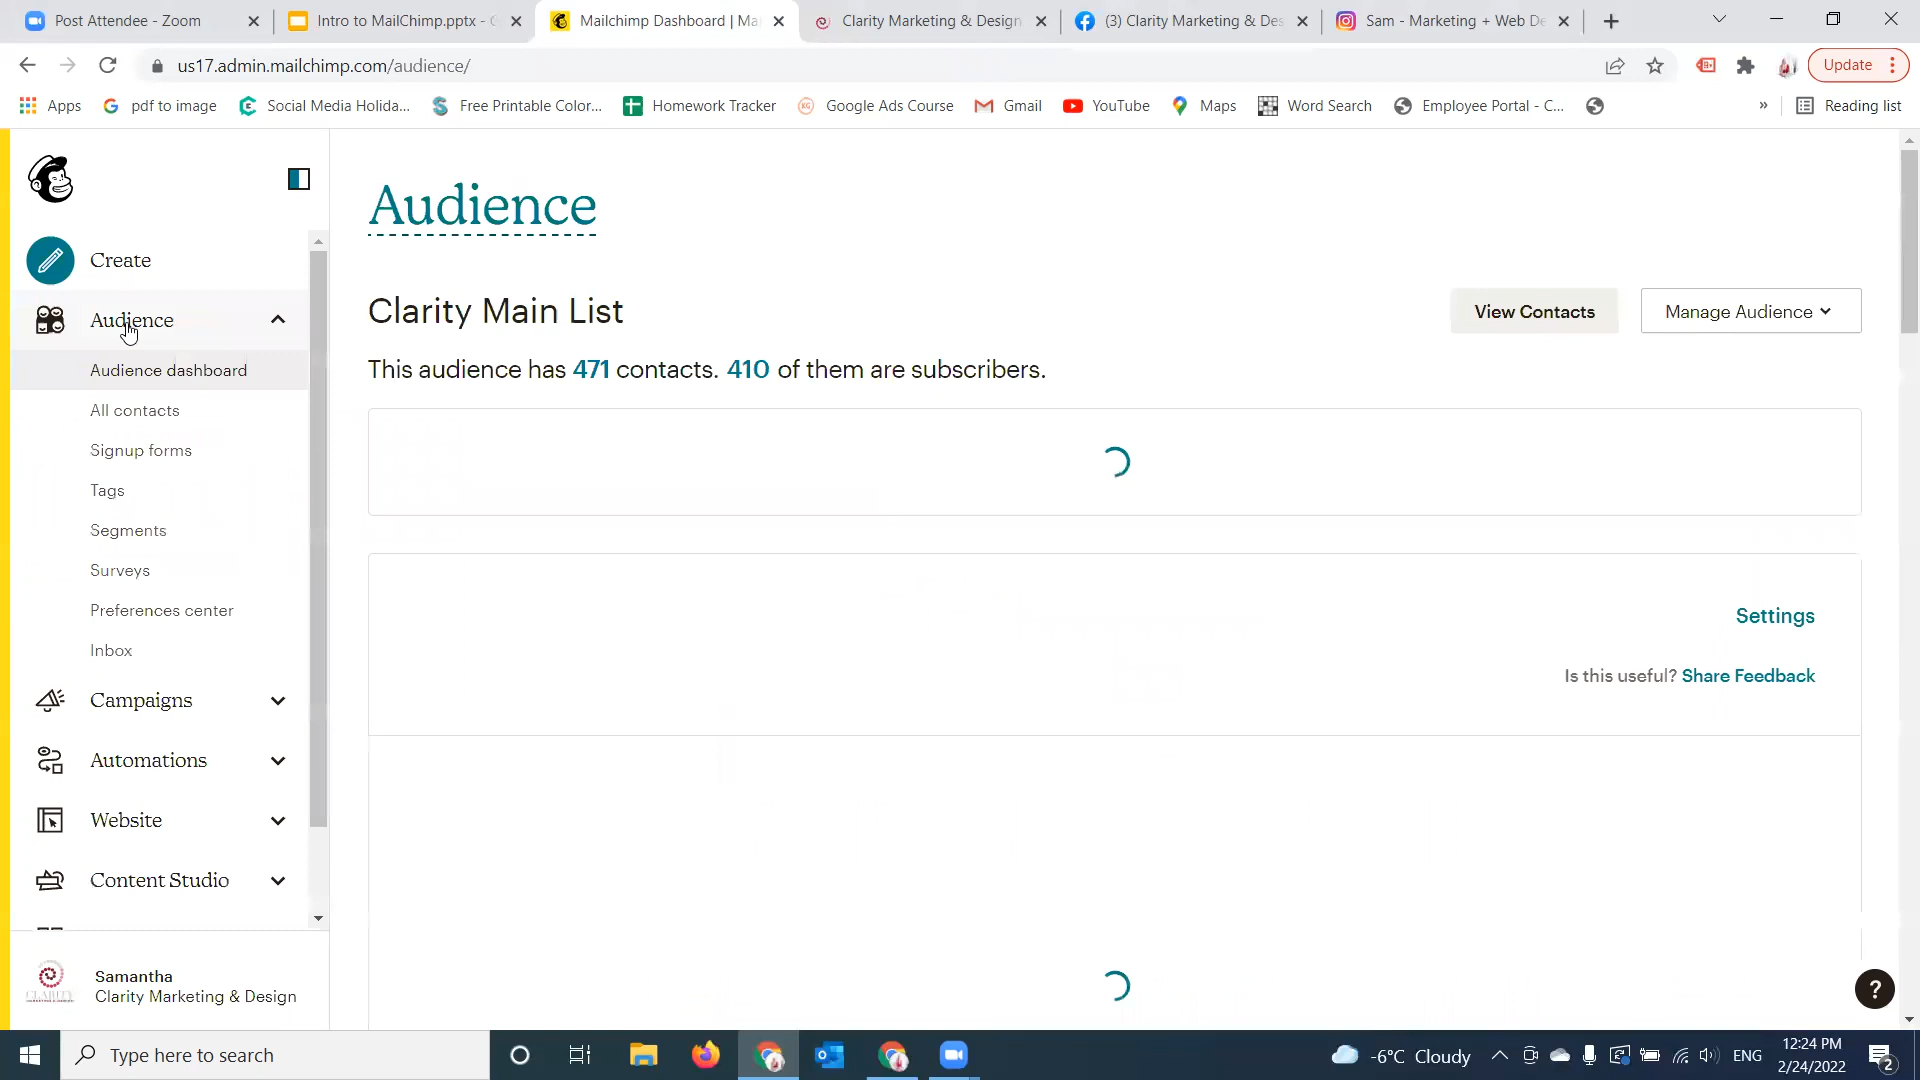 Post Attendee - Zoom
Intro to MailChimp.pptx - G
Mailchimp Dashboard | Ma
Clarity Marketing & Design
(3) Clarity Marketing & Des
Sam - Marketing + Web De
us17.admin.mailchimp.com/audience/
Update
Apps
pdf to image
Social Media Holida...
Free Printable Color...
Homework Tracker
Google Ads Course
Gmail
YouTube
Maps
Word Search
Employee Portal - C...
»
Reading list
Create
Audience
Audience dashboard
All contacts
Signup forms
Tags
Segments
Surveys
Preferences center
Inbox
Campaigns
Automations
Website
Content Studio
Samantha
Clarity Marketing & Design
Audience
Clarity Main List
View Contacts
Manage Audience
This audience has 471 contacts. 410 of them are subscribers.
Settings
Is this useful? Share Feedback
?
Type here to search
-6°C Cloudy
ENG
12:24 PM
2/24/2022
2